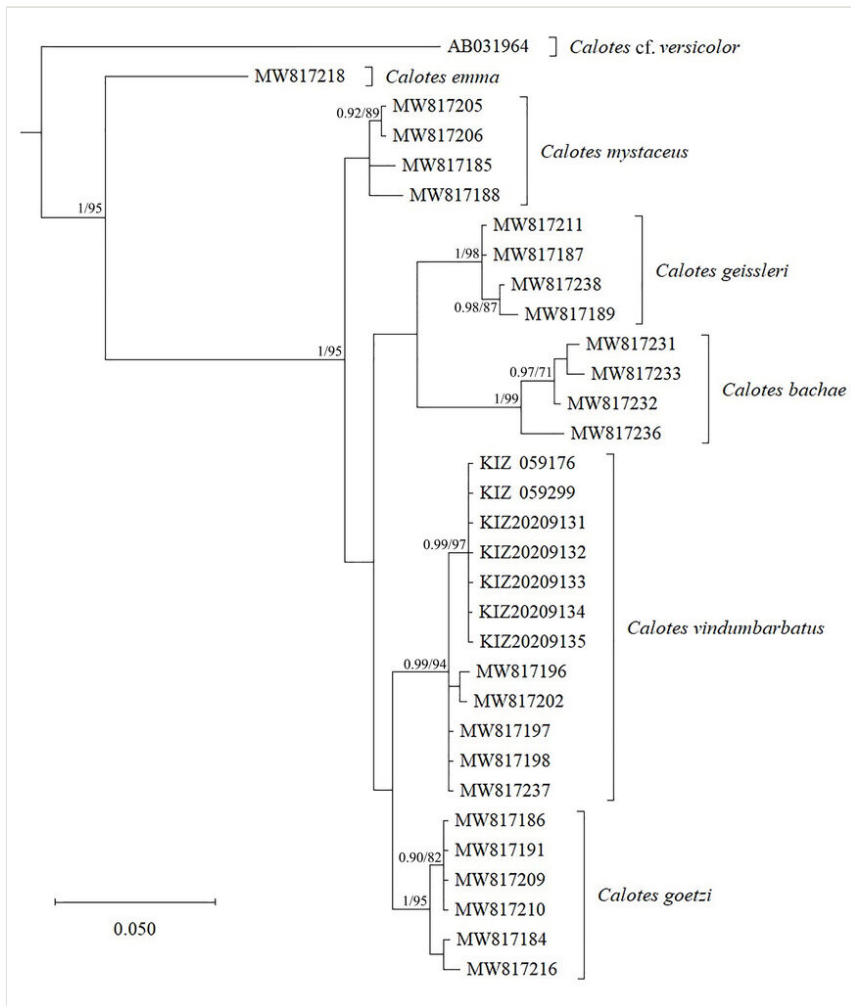 AB031964
Calotes cf. versicolor
MW817218
Calotes emma
0.92/89
MW817205
MW817206
Calotes mystaceus
MW817185
MW817188
1/95
MW817211
1/98
MW817187
Calotes geissleri
MW817238
0.98/87
MW817189
1/95
MW817231
0.97/71
MW817233
Calotes bachae
1/99
MW817232
MW817236
KIZ 059176
KIZ 059299
KIZ20209131
0.99/97
KIZ20209132
KIZ20209133
KIZ20209134
Calotes vindumbarbatus
KIZ20209135
0.99/94
MW817196
MW817202
MW817197
MW817198
MW817237
MW817186
0.90/82
MW817191
MW817209
Calotes goetzi
1/95
MW817210
MW817184
MW817216
0.050